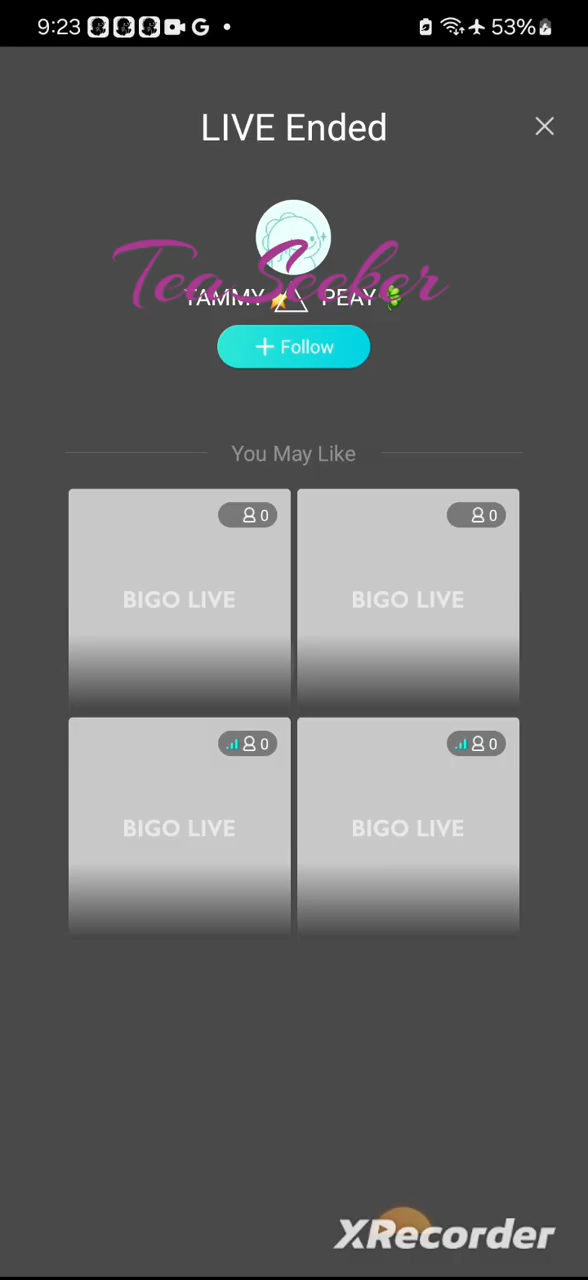 9:23 G 53%
LIVE Ended
Tea Seeker
TAMMY PEAY
+ Follow
You May Like
0 0
BIGO LIVE BIGO LIVE
0 0
BIGO LIVE BIGO LIVE
XRecorder